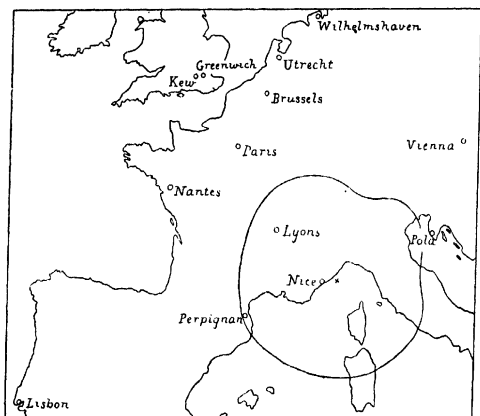 Wilhelmshaven
Greenwich
Utrecht
Kew
Brussels
Paris
Vienna
Nantes
Lyons
Pola
Nice
Perpignan
Lisbon